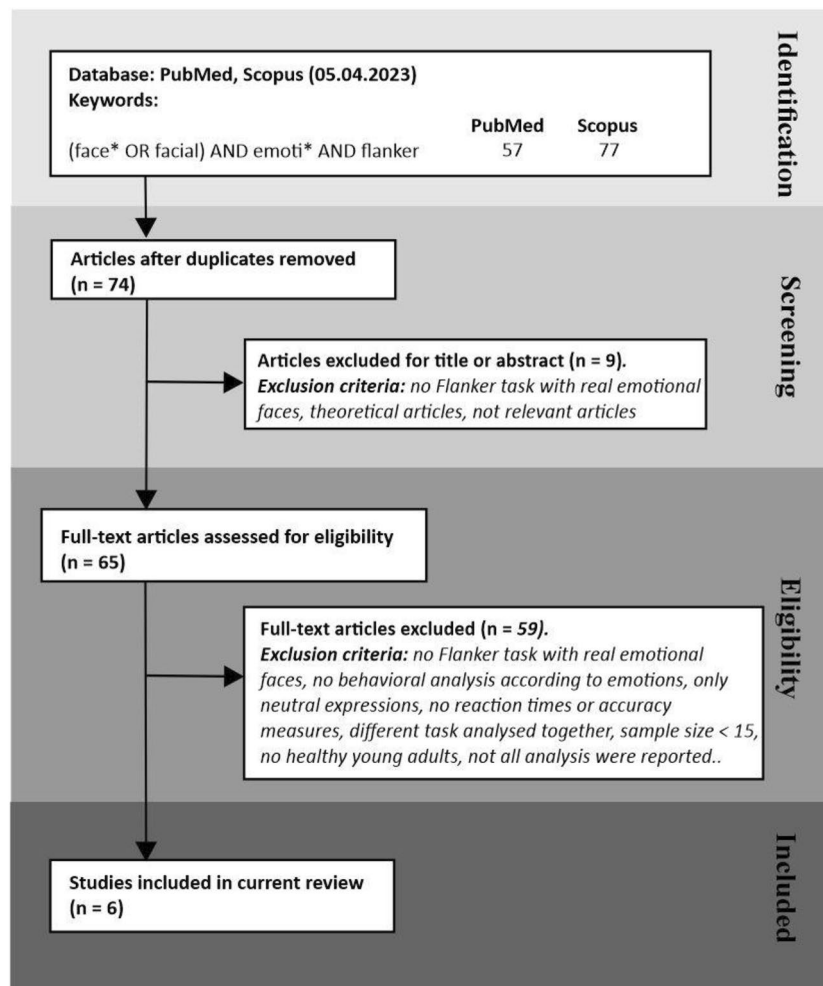 Identification
Database: PubMed, Scopus (05.04.2023)
Keywords:
PubMed Scopus
(face* OR facial) AND emoti* AND flanker 57 77
Screening
Articles after duplicates removed
(n = 74)
Articles excluded for title or abstract (n = 9).
Exclusion criteria: no Flanker task with real emotional
faces, theoretical articles, not relevant articles
Eligibility
Full-text articles assessed for eligibility
(n = 65)
Full-text articles excluded (n = 59).
Exclusion criteria: no Flanker task with real emotional
faces, no behavioral analysis according to emotions, only
neutral expressions, no reaction times or accuracy
measures, different task analysed together, sample size < 15,
no healthy young adults, not all analysis were reported..
Included
Studies included in current review
(n = 6)